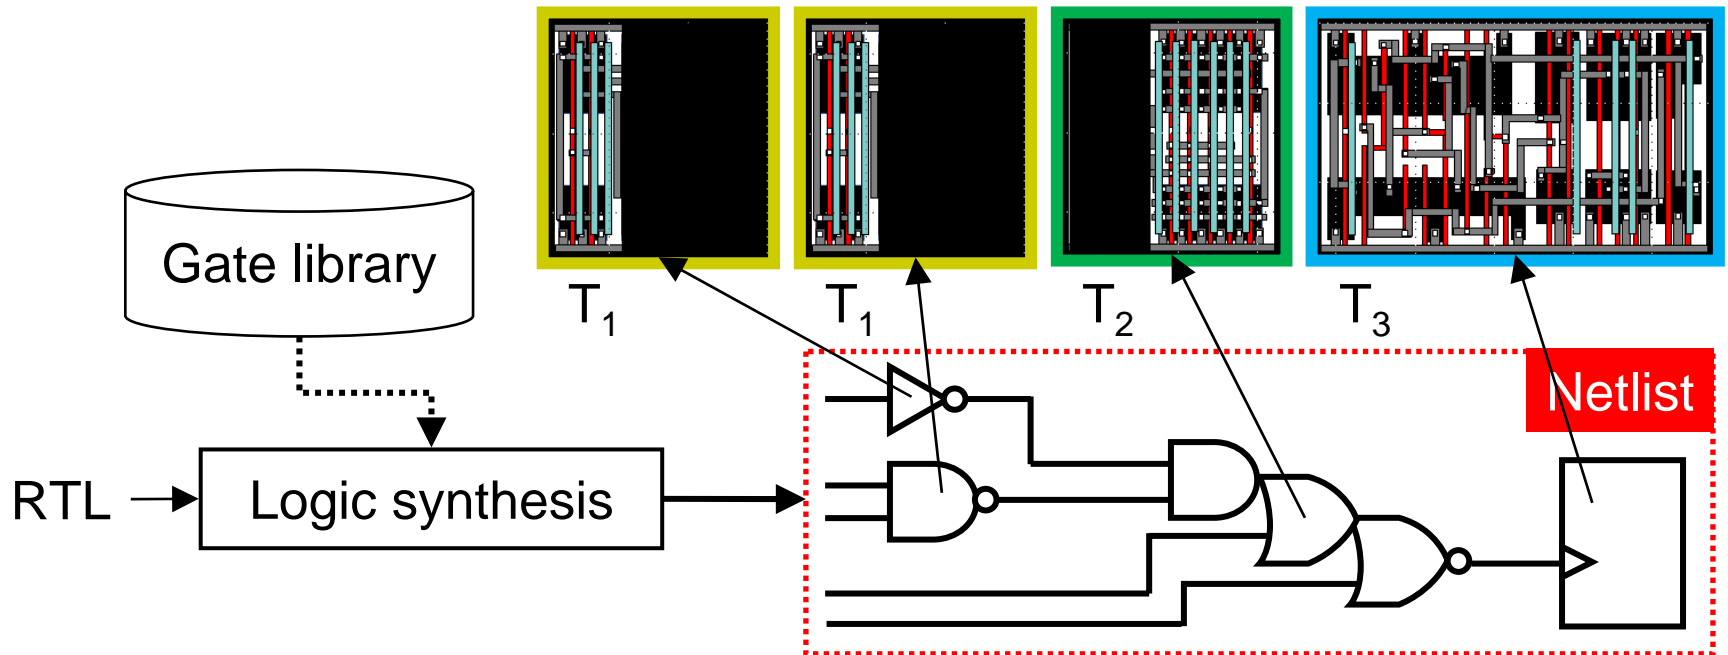 T1
T1
T2
T3
Gate library
Netlist
RTL
Logic synthesis